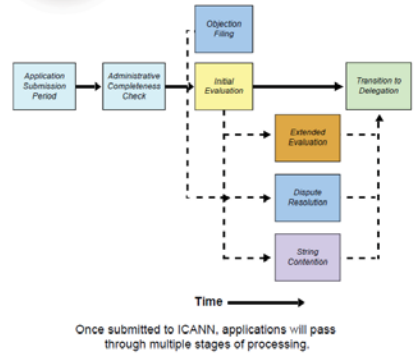 Objection
Filing
Application
Submission
Period
Administrative
Completeness
Check
Initial
Evaluation
Transition to
Delegation
Extended
Evaluation
Dispute
Resolution
String
Contention
Time
Once submitted to ICANN, applications will pass
through multiple stages of processing.